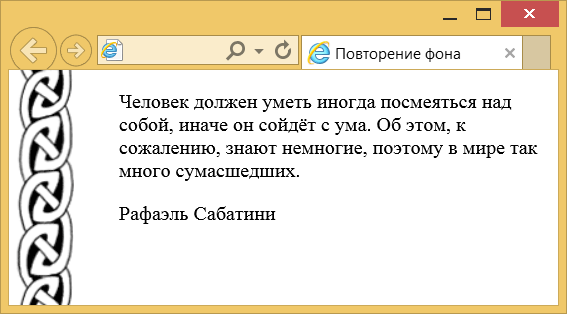 Повторение фона
Человек должен уметь иногда посмеяться над
собой, иначе он сойдёт с ума. Об этом, к
сожалению, знают немногие, поэтому в мире так
много сумасшедших.
Рафаэль Сабатини